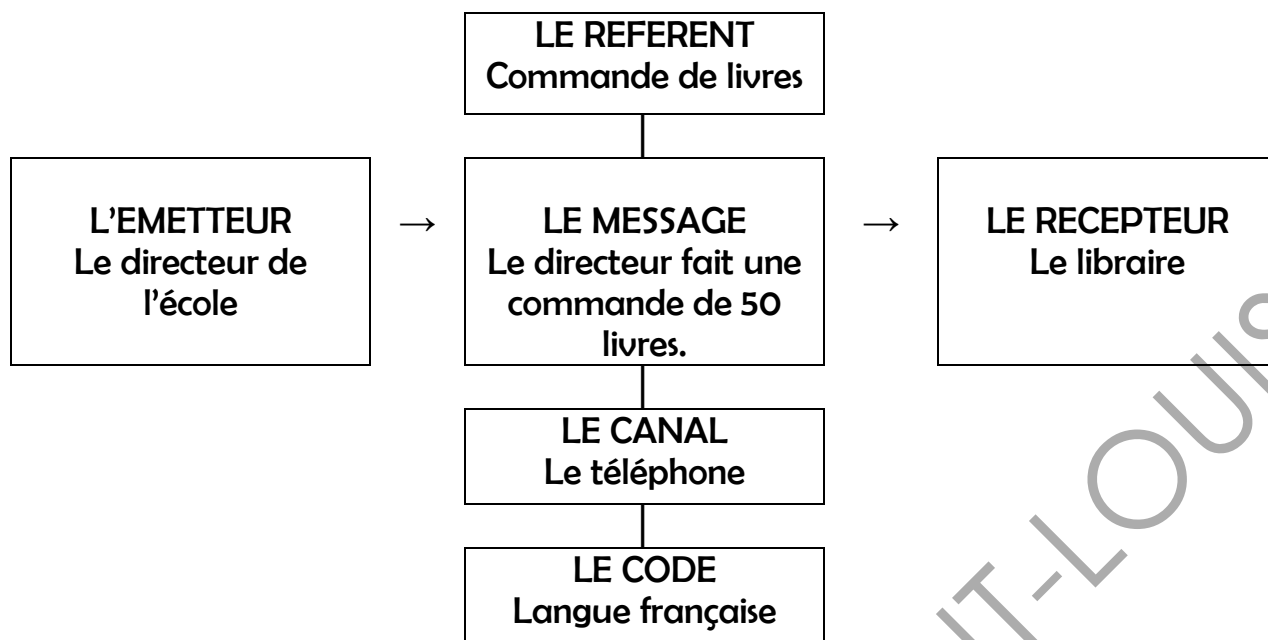 LE REFERENT
Commande de livres
L'EMETTEUR
Le directeur de
l'école
→
LE MESSAGE
Le directeur fait une
commande de 50
livres.
→
LE RECEPTEUR
Le libraire
LE CANAL
Le téléphone
LE CODE
Langue française
T-LOUIS